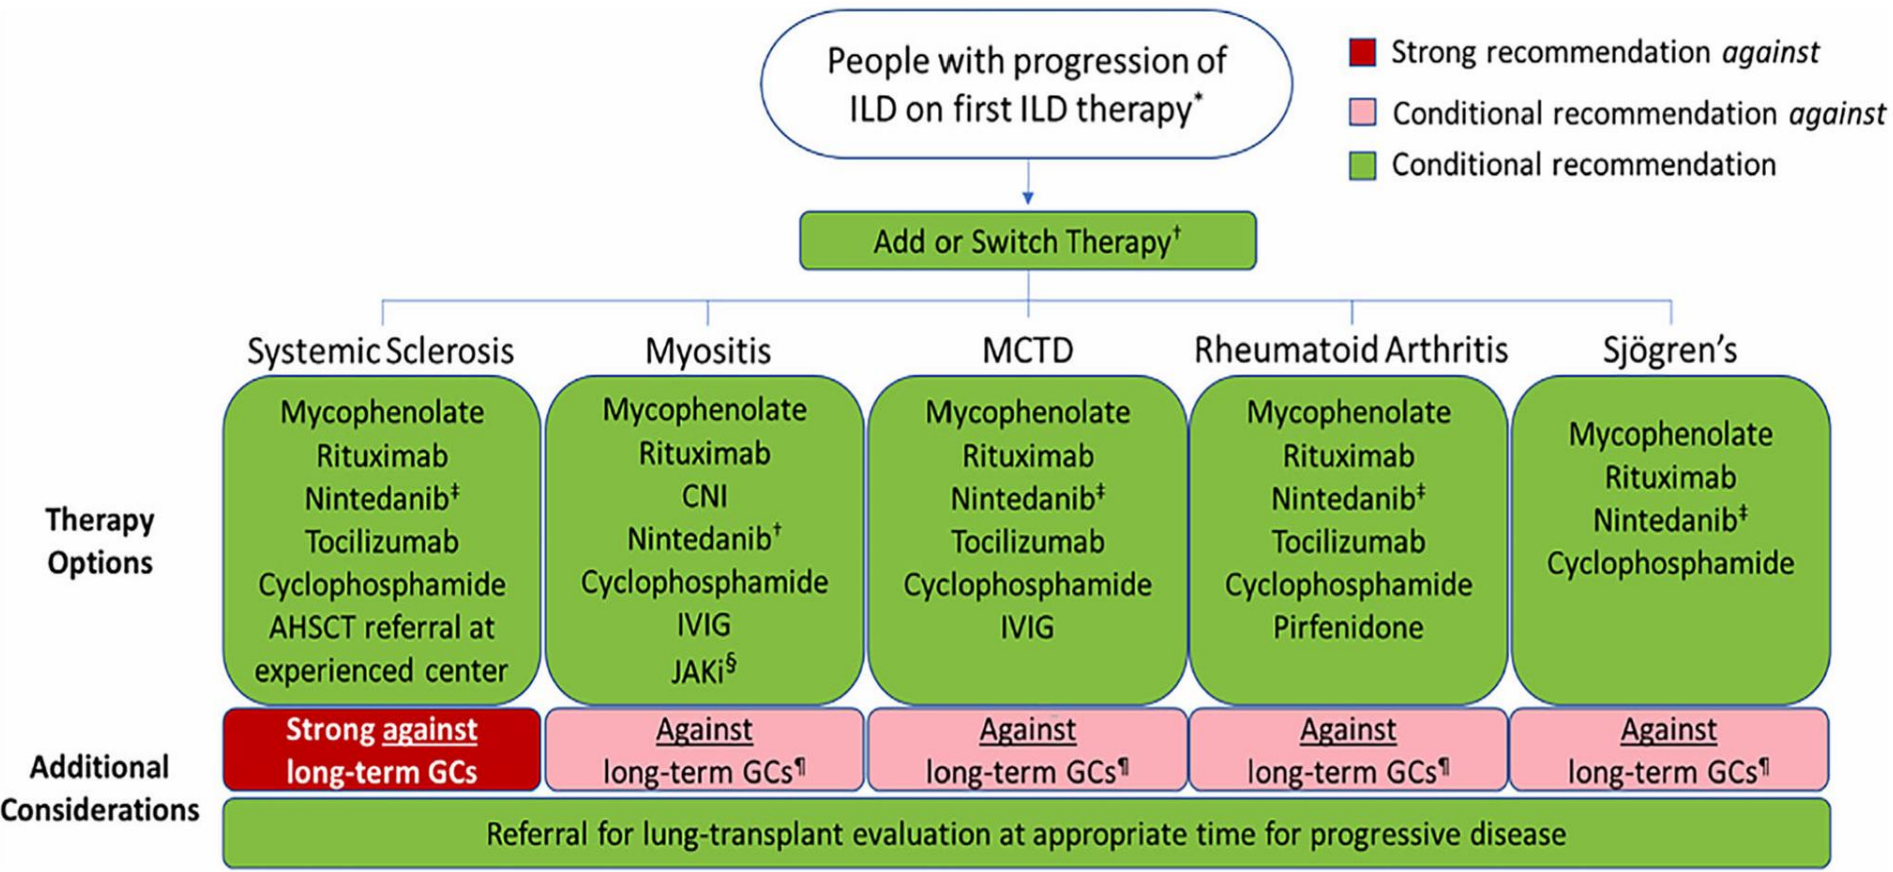 People with progression of
ILD on first ILD therapy*
Strong recommendation against
Conditional recommendation against
Conditional recommendation
Add or Switch Therapy†
Systemic Sclerosis
Myositis
MCTD
Rheumatoid Arthritis
Sjögren's
Therapy
Options
Mycophenolate
Rituximab
Nintedanib‡
Tocilizumab
Cyclophosphamide
AHSCT referral at
experienced center
Mycophenolate
Rituximab
CNI
Nintedanib†
Cyclophosphamide
IVIG
JAKi§
Mycophenolate
Rituximab
Nintedanib‡
Tocilizumab
Cyclophosphamide
IVIG
Mycophenolate
Rituximab
Nintedanib‡
Tocilizumab
Cyclophosphamide
Pirfenidone
Mycophenolate
Rituximab
Nintedanib‡
Cyclophosphamide
Additional
Considerations
Strong against
long-term GCs
Against
long-term GCs¶
Against
long-term GCs¶
Against
long-term GCs¶
Against
long-term GCs¶
Referral for lung-transplant evaluation at appropriate time for progressive disease